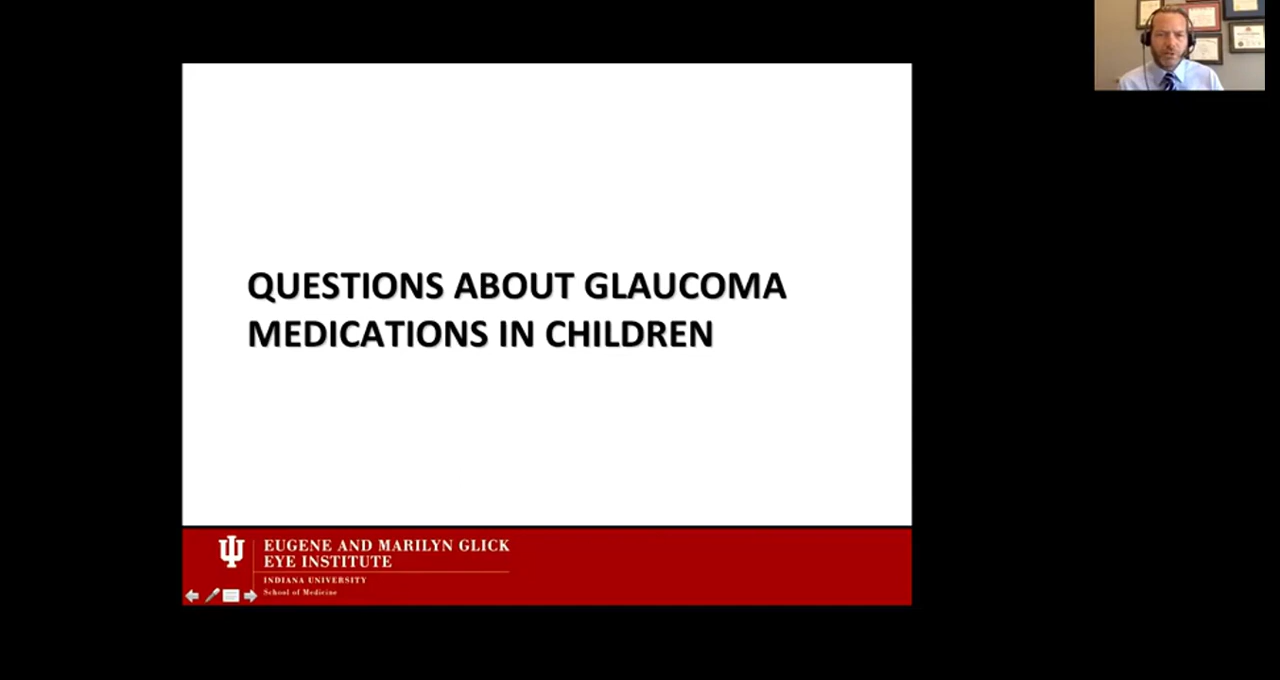 QUESTIONS ABOUT GLAUCOMA
MEDICATIONS IN CHILDREN
EUGENE AND MARILYN GLICK
EYE INSTITUTE
INDIANA UNIVERSITY
School of Medicine